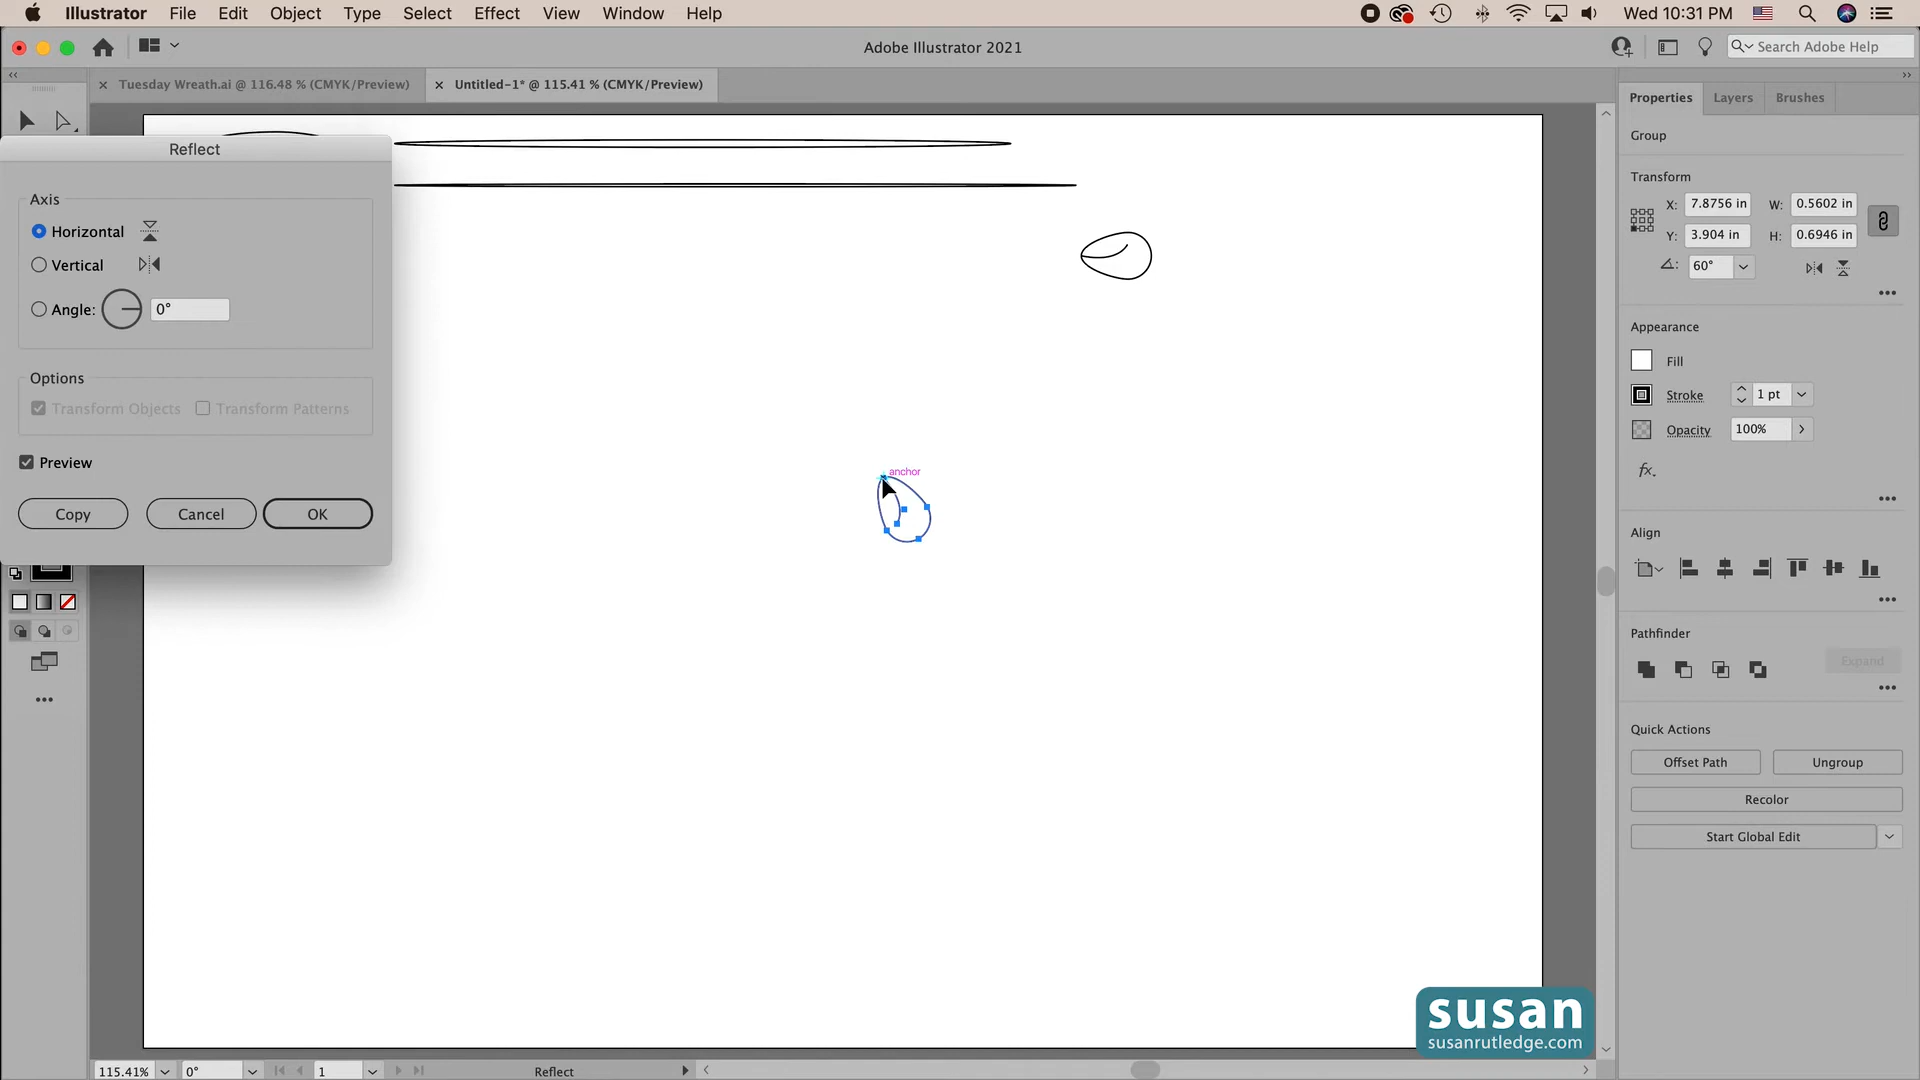 Illustrator File Edit Object Type Select Effect View Window Help
Wed 10:31 PM
Adobe Illustrator 2021
Search Adobe Help
Tuesday Wreath.ai @ 116.48 % (CMYK/Preview)
Untitled-1* @ 115.41 % (CMYK/Preview)
Properties Layers Brushes
Reflect
Axis
Horizontal
Vertical
Angle: 0°
Options
Transform Objects Transform Patterns
Preview
Copy Cancel OK
anchor
Group
Transform
X: 7.8756 in W: 0.5602 in
Y: 3.904 in H: 0.6946 in
60°
Appearance
Fill
Stroke 1 pt
Opacity 100%
fx.
Align
Pathfinder
Expand
Quick Actions
Offset Path Ungroup
Recolor
Start Global Edit
susan
susanrutledge.com
115.41% 0° 1 Reflect